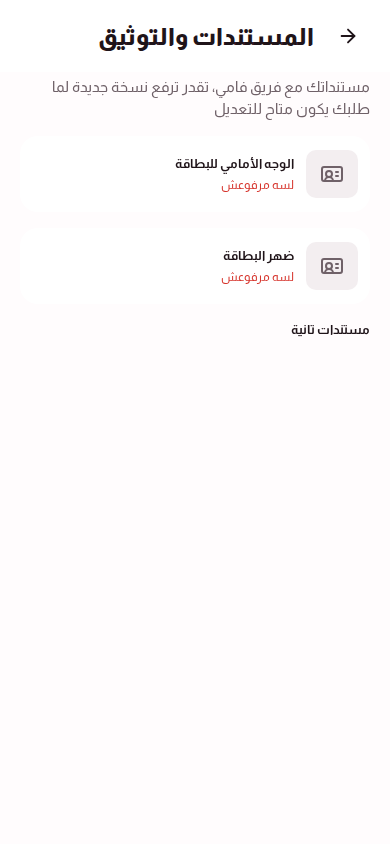 المستندات والتوثيق
مستنداتك مع فريق فامي، تقدر ترفع نسخة جديدة لما
طلبك يكون متاح للتعديل
الوجه الأمامي للبطاقة
لسه مرفوعش
ضهر البطاقة
لسه مرفوعش
مستندات تانية